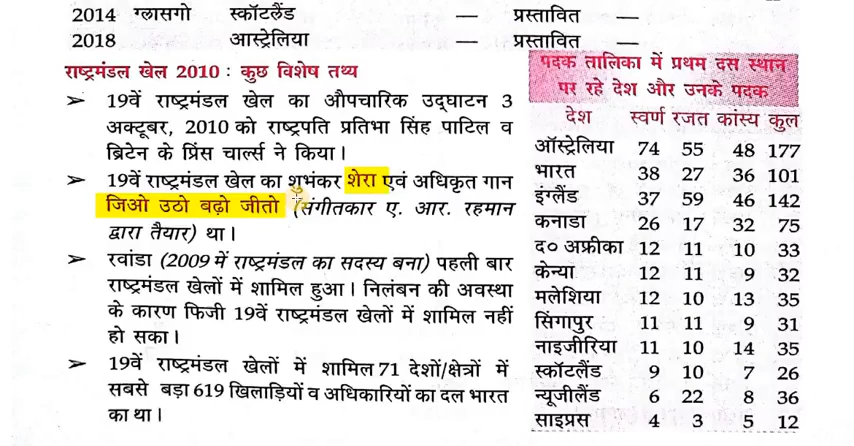 2014 ग्लासगो स्कॉटलैंड — प्रस्तावित —
2018 आस्ट्रेलिया — प्रस्तावित —
राष्ट्रमंडल खेल 2010 : कुछ विशेष तथ्य
➢ 19वें राष्ट्रमंडल खेल का औपचारिक उद्घाटन 3
अक्टूबर, 2010 को राष्ट्रपति प्रतिभा सिंह पाटिल व
ब्रिटेन के प्रिंस चार्ल्स ने किया।
➢ 19वें राष्ट्रमंडल खेल का शुभंकर शेरा एवं अधिकृत गान
जिओ उठो बढ़ो जीतो (संगीतकार ए. आर. रहमान
द्वारा तैयार) था।
➢ रवांडा (2009 में राष्ट्रमंडल का सदस्य बना) पहली बार
राष्ट्रमंडल खेलों में शामिल हुआ। निलंबन की अवस्था
के कारण फिजी 19वें राष्ट्रमंडल खेलों में शामिल नहीं
हो सका।
➢ 19वें राष्ट्रमंडल खेलों में शामिल 71 देशों/क्षेत्रों में
सबसे बड़ा 619 खिलाड़ियों व अधिकारियों का दल भारत
का था।
पदक तालिका में प्रथम दस स्थान
पर रहे देश और उनके पदक
देश स्वर्ण रजत कांस्य कुल
ऑस्ट्रेलिया 74 55 48 177
भारत 38 27 36 101
इंग्लैंड 37 59 46 142
कनाडा 26 17 32 75
द० अफ्रीका 12 11 10 33
केन्या 12 11 9 32
मलेशिया 12 10 13 35
सिंगापुर 11 11 9 31
नाइजीरिया 11 10 14 35
स्कॉटलैंड 9 10 7 26
न्यूजीलैंड 6 22 8 36
साइप्रस 4 3 5 12